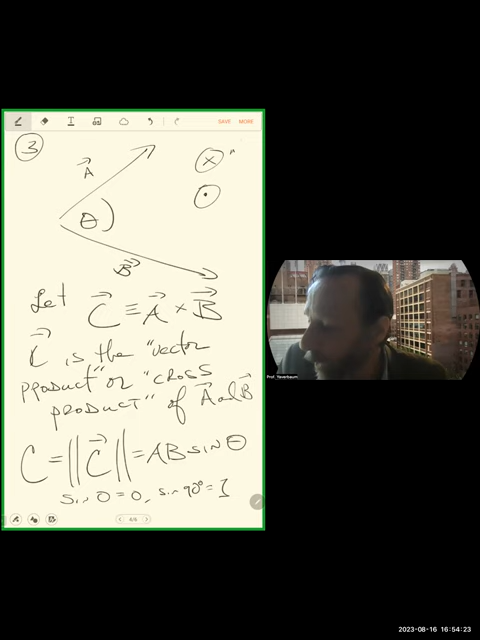 SAVE MORE
3
A
x "
θ
B
Let C ≡ A × B
C is the "vector
product" or "cross
product" of A and B
C = ||C|| = AB sin θ
sin 0 = 0, sin 90° = 1
4/6
Prof. Yaverbaum
2023-08-16 16:54:23